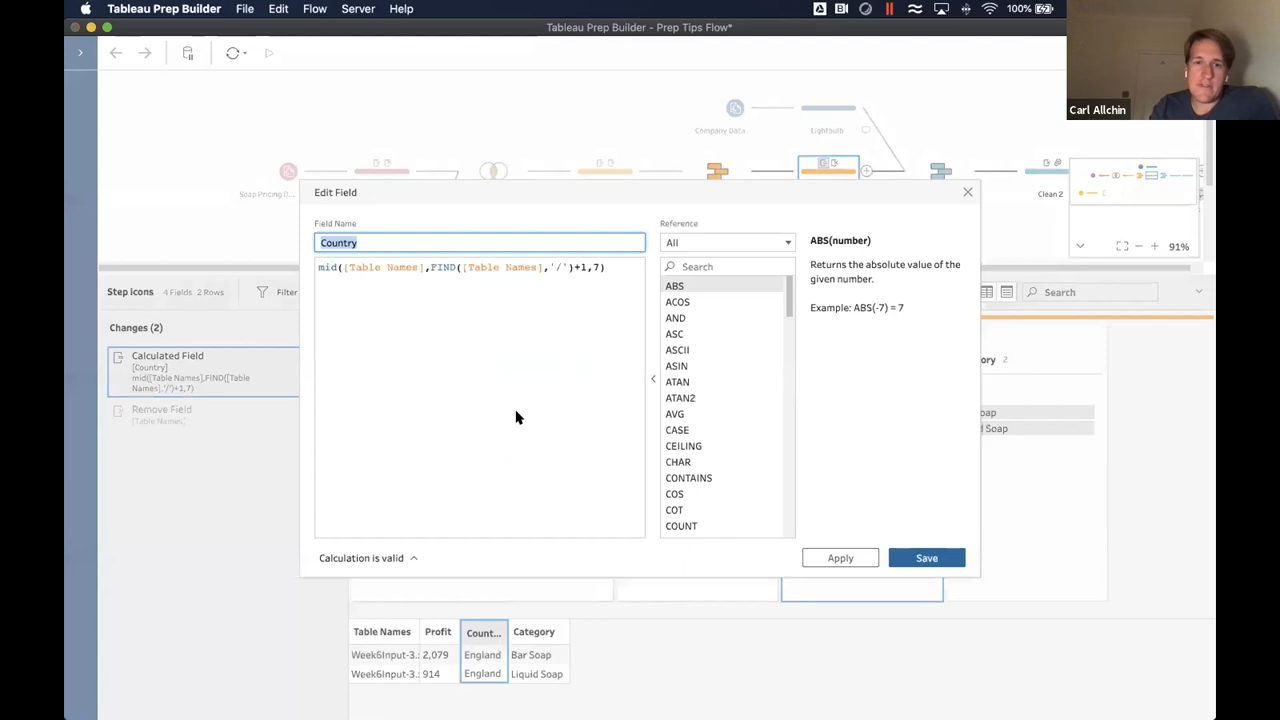 Tableau Prep Builder File Edit Flow Server Help 100%
Tableau Prep Builder - Prep Tips Flow*
Carl Allchin
Company Data Lightbulb
Soap Pricing D... Clean 2
91%
Edit Field
Field Name Reference
Country All ABS(number)
mid([Table Names],FIND([Table Names],'/')+1,7) Search
Returns the absolute value of the
given number.
Example: ABS(-7) = 7
ABS
ACOS
AND
ASC
ASCII
ASIN
ATAN
ATAN2
AVG
CASE
CEILING
CHAR
CONTAINS
COS
COT
COUNT
Calculation is valid Apply Save
Step icons 4 Fields 2 Rows Filter Search
Changes (2)
Calculated Field
[Country]
mid([Table Names],FIND([Table
Names],'/')+1,7)
Remove Field
[Table Names]
ory 2
oap
d Soap
Table Names Profit Count... Category
Week6Input-3.: 2,079 England Bar Soap
Week6Input-3.: 914 England Liquid Soap